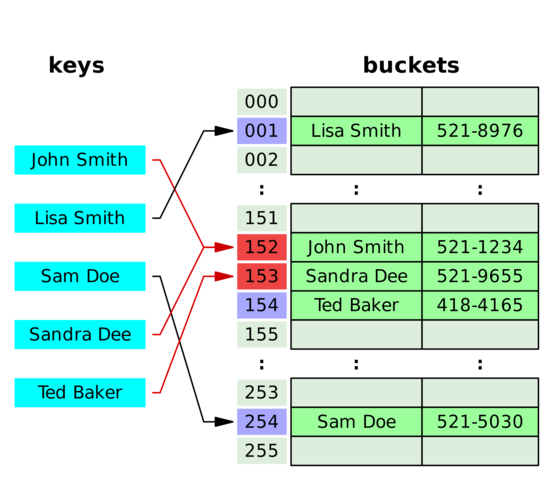 keys
buckets
John Smith
Lisa Smith
Sam Doe
Sandra Dee
Ted Baker
000
001 Lisa Smith 521-8976
002
: : :
151
152 John Smith 521-1234
153 Sandra Dee 521-9655
154 Ted Baker 418-4165
155
: : :
253
254 Sam Doe 521-5030
255